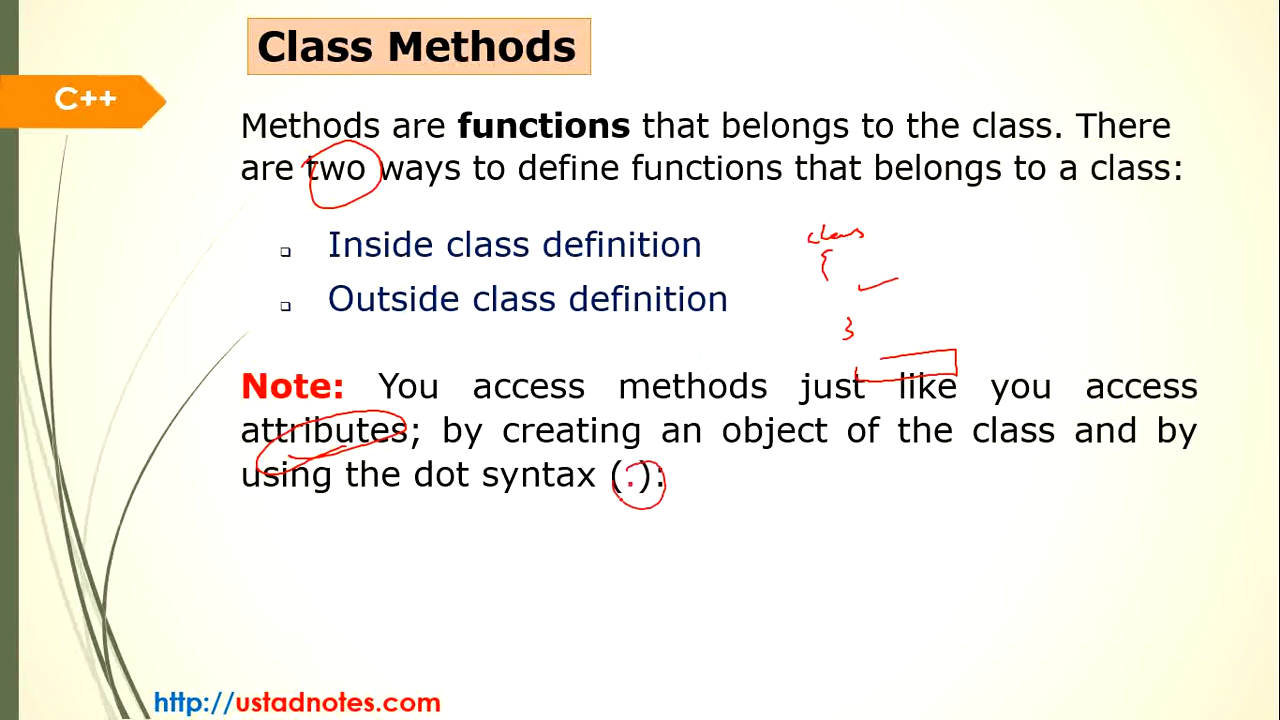 Class Methods
C++
Methods are functions that belongs to the class. There
are two ways to define functions that belongs to a class:
Inside class definition
class
{
Outside class definition
}
Note: You access methods just like you access
attributes; by creating an object of the class and by
using the dot syntax (.):
http://ustadnotes.com